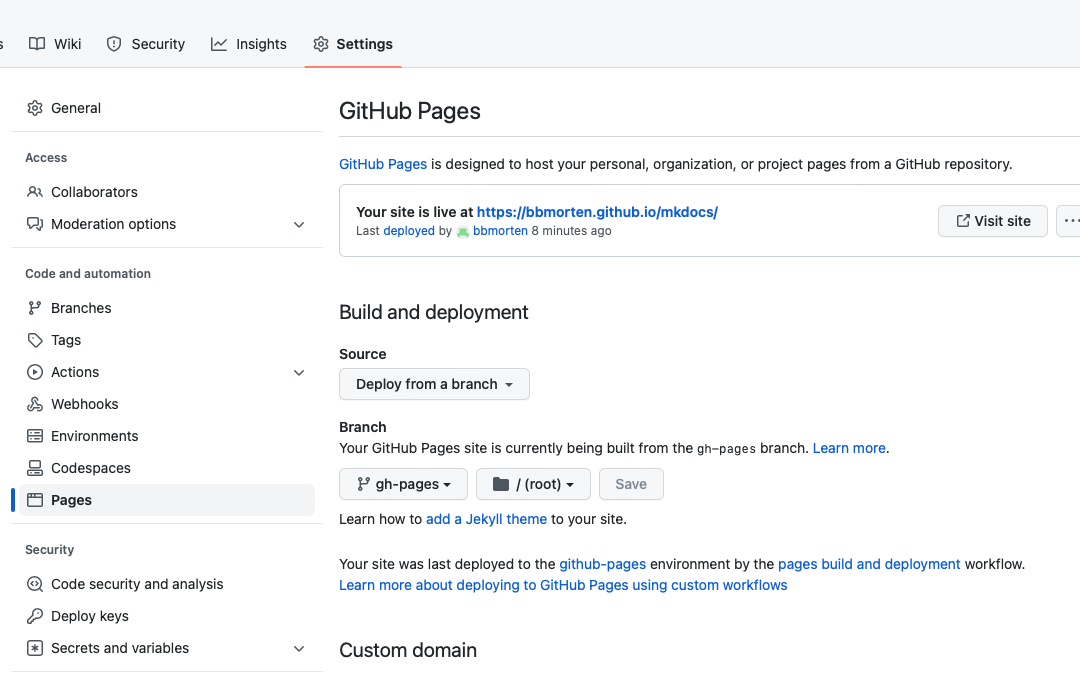 s Wiki Security Insights Settings
General
Access
Collaborators
Moderation options
Code and automation
Branches
Tags
Actions
Webhooks
Environments
Codespaces
Pages
Security
Code security and analysis
Deploy keys
Secrets and variables
GitHub Pages
GitHub Pages is designed to host your personal, organization, or project pages from a GitHub repository.
Your site is live at https://bbmorten.github.io/mkdocs/
Last deployed by bbmorten 8 minutes ago
Visit site
Build and deployment
Source
Deploy from a branch
Branch
Your GitHub Pages site is currently being built from the gh-pages branch. Learn more.
gh-pages / (root) Save
Learn how to add a Jekyll theme to your site.
Your site was last deployed to the github-pages environment by the pages build and deployment workflow.
Learn more about deploying to GitHub Pages using custom workflows
Custom domain